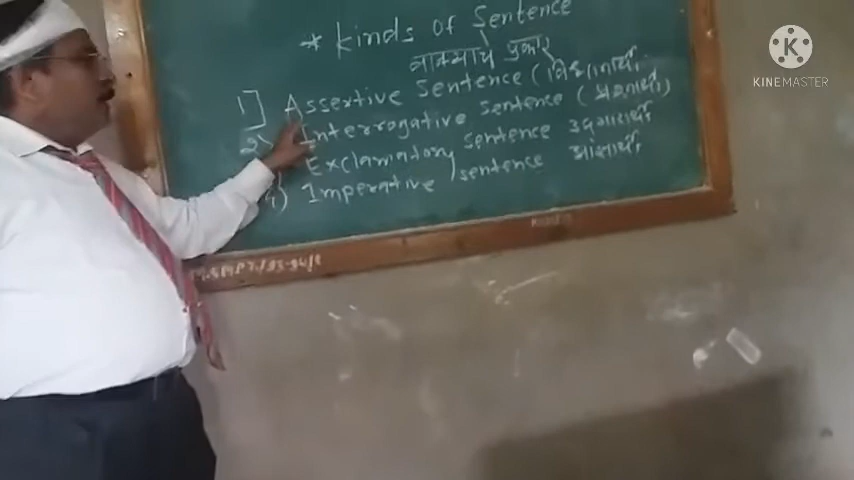 * Kinds of Sentence
वाक्याचे प्रकार
1] Assertive Sentence (विधानार्थी
2) Interrogative Sentence (प्रश्नार्थी)
Exclamatory Sentence उद्गारार्थी
4) Imperative Sentence आज्ञार्थी
K
KINEMASTER